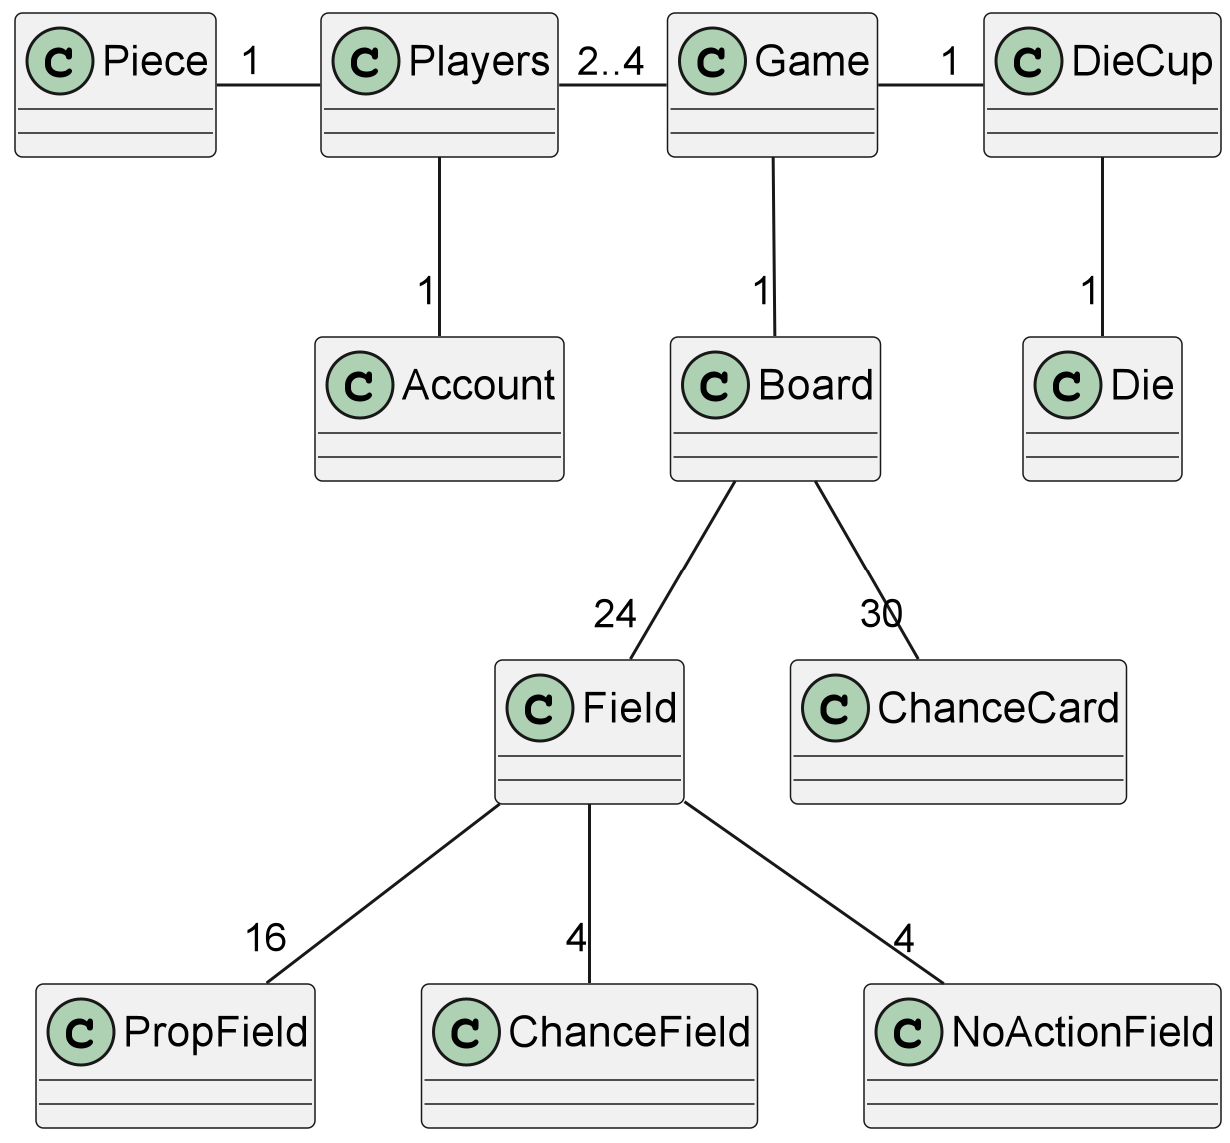 C Piece 1 C Players 2..4 C Game 1 C DieCup
1 1 1
C Account C Board C Die
24 30
C Field C ChanceCard
16 4 4
C PropField C ChanceField C NoActionField